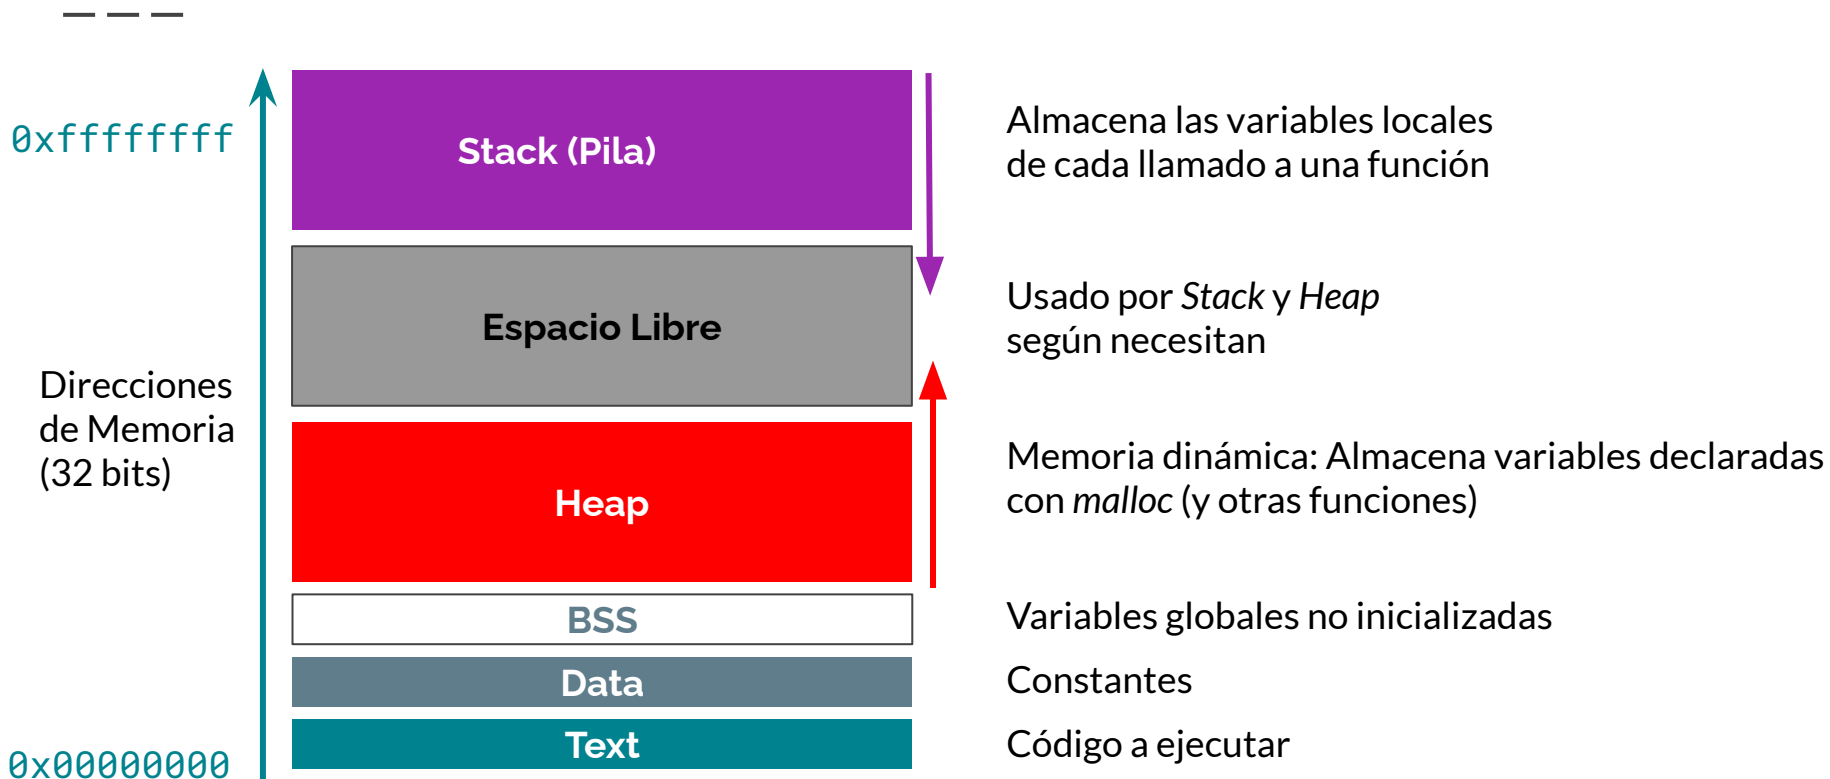 0xffffffff
Stack (Pila)
Almacena las variables locales
de cada llamado a una función
Espacio Libre
Usado por Stack y Heap
según necesitan
Direcciones
de Memoria
(32 bits)
Heap
Memoria dinámica: Almacena variables declaradas
con malloc (y otras funciones)
BSS
Variables globales no inicializadas
Data
Constantes
Text
Código a ejecutar
0x00000000